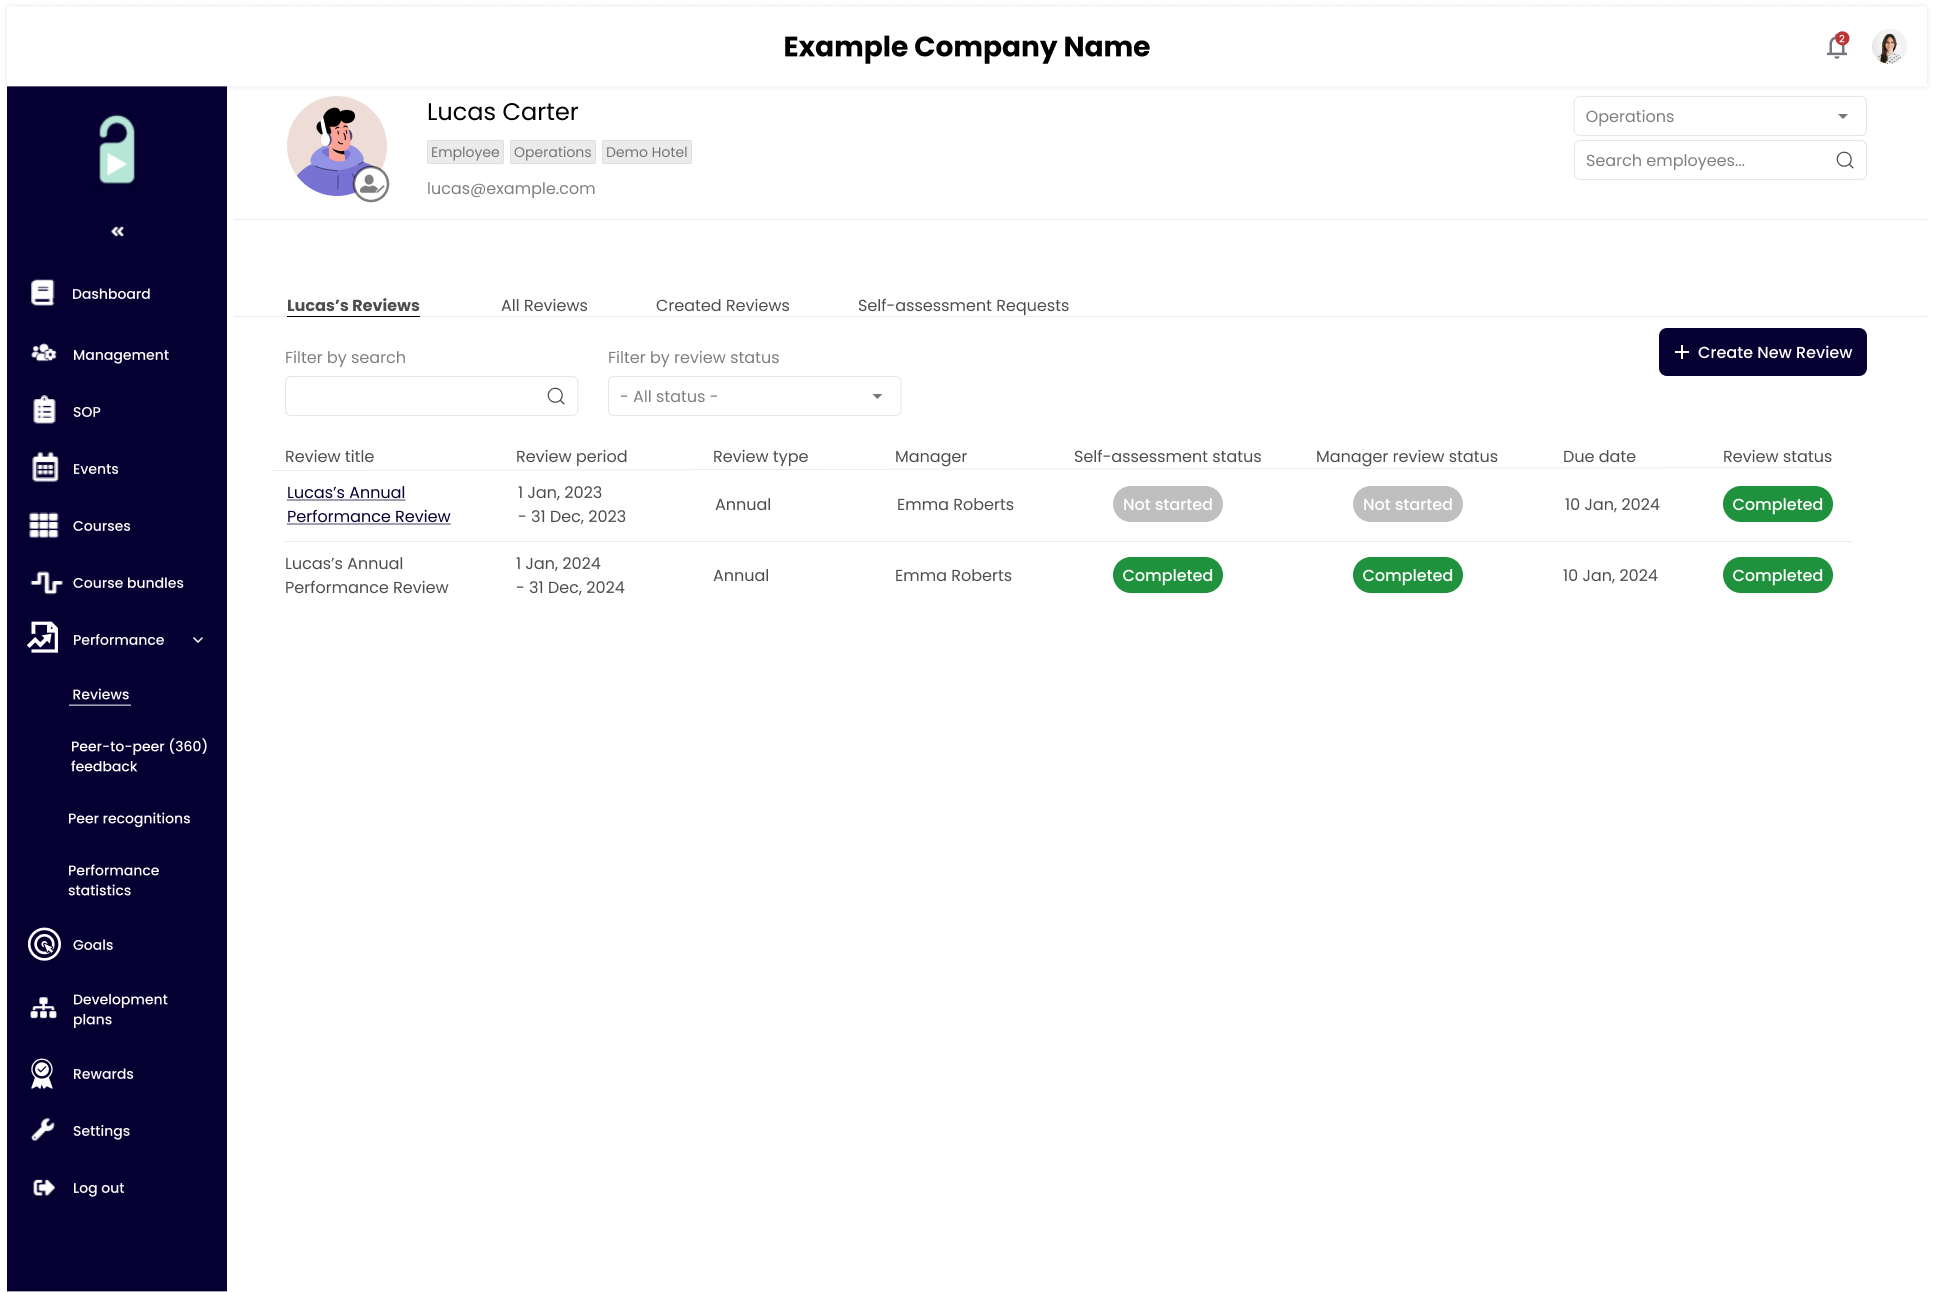 Example Company Name
2
Lucas Carter
Employee Operations Demo Hotel
lucas@example.com
Operations
Search employees...
«
Dashboard
Management
SOP
Events
Courses
Course bundles
Performance
Reviews
Peer-to-peer (360)
feedback
Peer recognitions
Performance
statistics
Goals
Development
plans
Rewards
Settings
Log out
Lucas’s Reviews All Reviews Created Reviews Self-assessment Requests
Filter by search Filter by review status
- All status -
+ Create New Review
Review title Review period Review type Manager Self-assessment status Manager review status Due date Review status
Lucas’s Annual 1 Jan, 2023
Performance Review - 31 Dec, 2023 Annual Emma Roberts Not started Not started 10 Jan, 2024 Completed
Lucas’s Annual 1 Jan, 2024
Performance Review - 31 Dec, 2024 Annual Emma Roberts Completed Completed 10 Jan, 2024 Completed